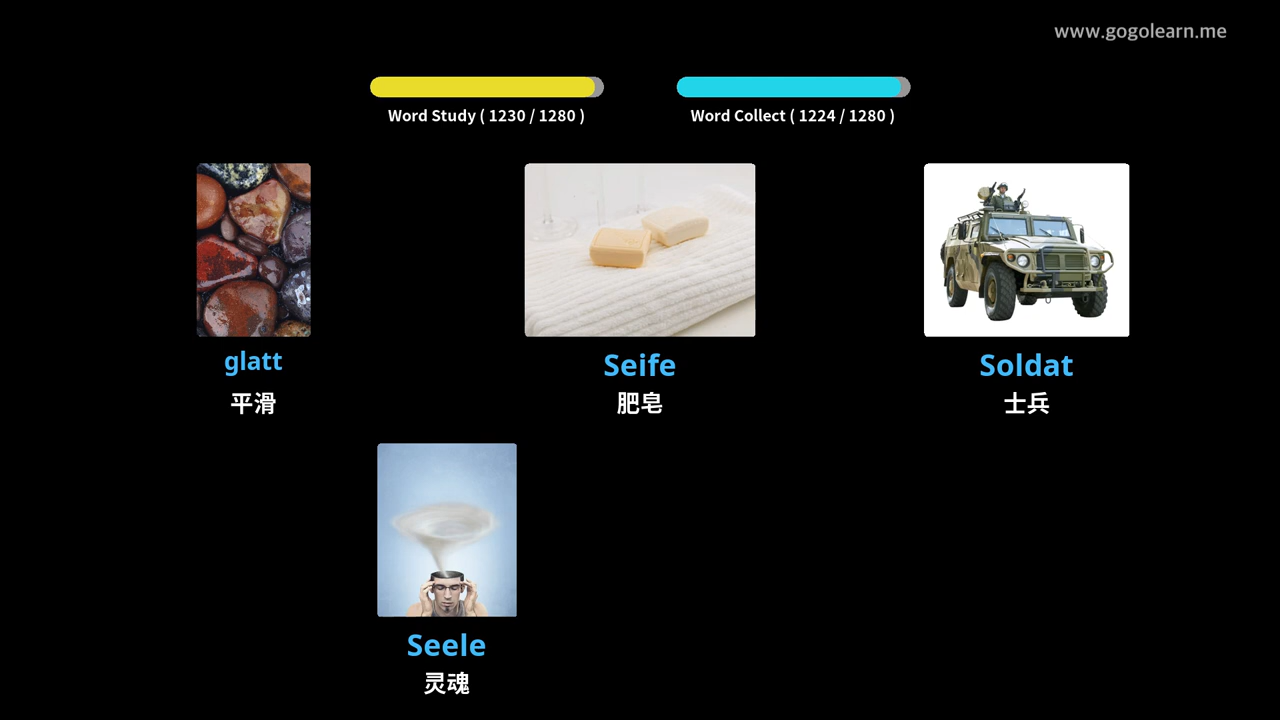 www.gogolearn.me
Word Study ( 1230 / 1280 )
Word Collect ( 1224 / 1280 )
glatt
平滑
Seife
肥皂
Soldat
士兵
Seele
灵魂